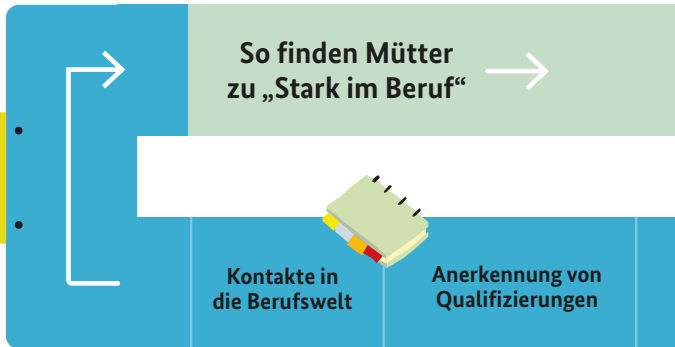 So finden Mütter
zu „Stark im Beruf“
Kontakte in
die Berufswelt
Anerkennung von
Qualifizierungen